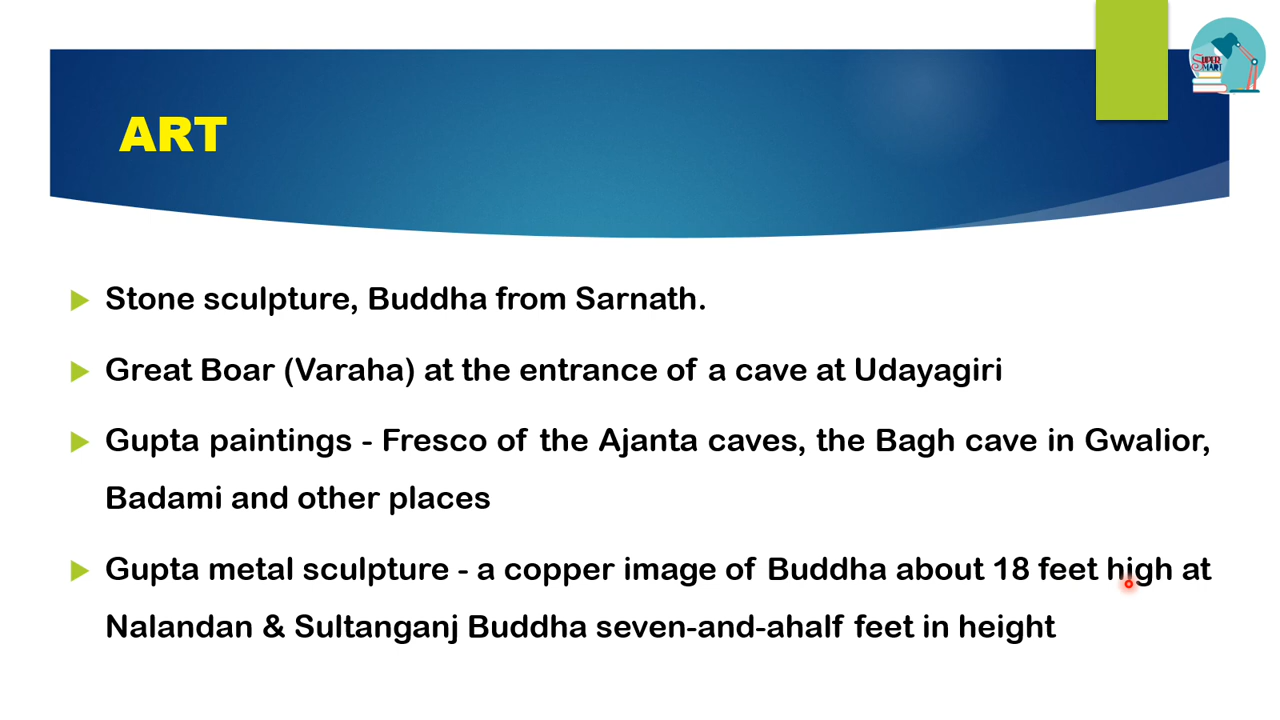 SUPER
SMART
ART
Stone sculpture, Buddha from Sarnath.
Great Boar (Varaha) at the entrance of a cave at Udayagiri
Gupta paintings - Fresco of the Ajanta caves, the Bagh cave in Gwalior,
Badami and other places
Gupta metal sculpture - a copper image of Buddha about 18 feet high at
Nalandan & Sultanganj Buddha seven-and-ahalf feet in height